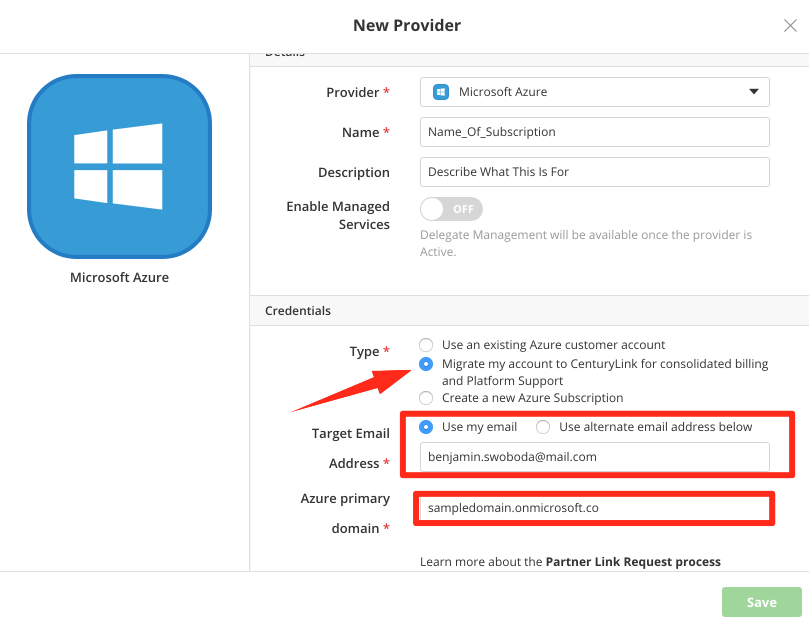 New Provider
Details
Provider *
Microsoft Azure
Name *
Name_Of_Subscription
Description
Describe What This Is For
Enable Managed
Services
OFF
Delegate Management will be available once the provider is
Active.
Microsoft Azure
Credentials
Type *
Use an existing Azure customer account
Migrate my account to CenturyLink for consolidated billing
and Platform Support
Create a new Azure Subscription
Target Email
Address *
Use my email
Use alternate email address below
benjamin.swoboda@mail.com
Azure primary
domain *
sampledomain.onmicrosoft.co
Learn more about the Partner Link Request process
Save